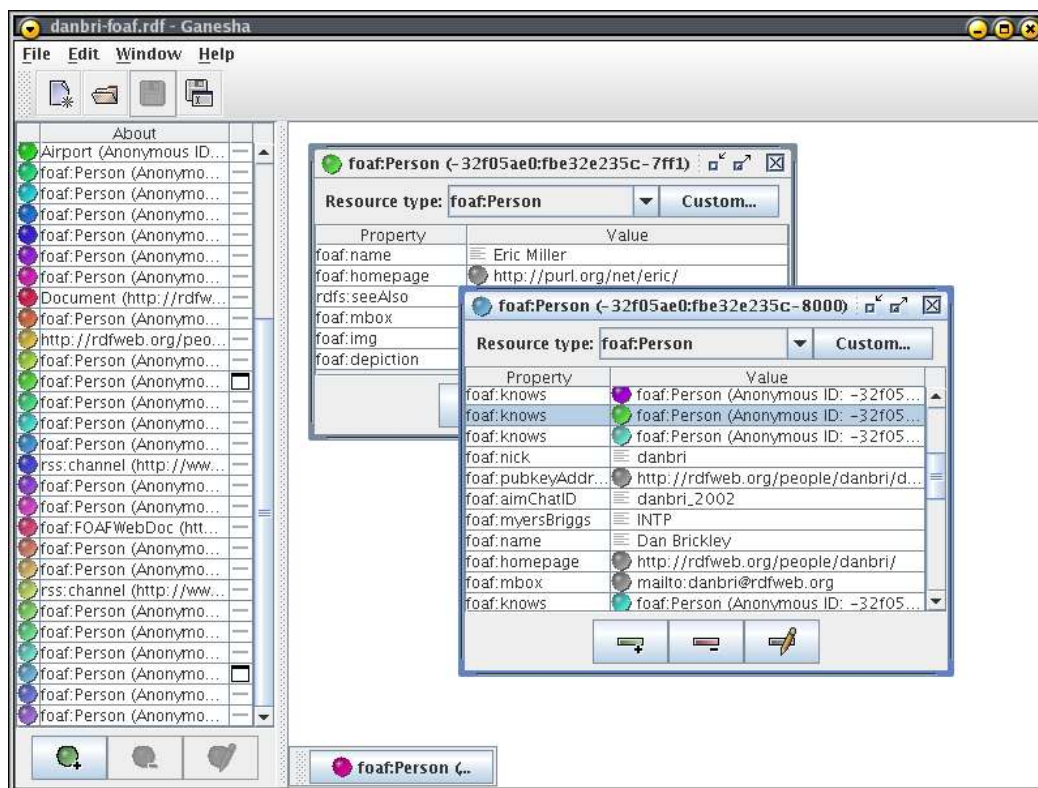 danbri-foaf.rdf - Ganesha
File Edit Window Help
About
Airport (Anonymous ID...
foaf:Person (Anonymo...
foaf:Person (Anonymo...
foaf:Person (Anonymo...
foaf:Person (Anonymo...
foaf:Person (Anonymo...
foaf:Person (Anonymo...
Document (http://rdfw...
foaf:Person (Anonymo...
http://rdfweb.org/peo...
foaf:Person (Anonymo...
foaf:Person (Anonymo...
foaf:Person (Anonymo...
foaf:Person (Anonymo...
foaf:Person (Anonymo...
rss:channel (http://ww...
foaf:Person (Anonymo...
foaf:Person (Anonymo...
foaf:FOAFWebDoc (htt...
foaf:Person (Anonymo...
foaf:Person (Anonymo...
rss:channel (http://ww...
foaf:Person (Anonymo...
foaf:Person (Anonymo...
foaf:Person (Anonymo...
foaf:Person (Anonymo...
foaf:Person (Anonymo...
foaf:Person (Anonymo...
foaf:Person (-32f05ae0:fbe32e235c-7ff1)
Resource type: foaf:Person Custom...
Property Value
foaf:name Eric Miller
foaf:homepage http://purl.org/net/eric/
rdfs:seeAlso
foaf:mbox
foaf:img
foaf:depiction
foaf:Person (-32f05ae0:fbe32e235c-8000)
Resource type: foaf:Person Custom...
Property Value
foaf:knows foaf:Person (Anonymous ID: -32f05...
foaf:knows foaf:Person (Anonymous ID: -32f05...
foaf:knows foaf:Person (Anonymous ID: -32f05...
foaf:nick danbri
foaf:pubkeyAddr... http://rdfweb.org/people/danbri/d...
foaf:aimChatID danbri_2002
foaf:myersBriggs INTP
foaf:name Dan Brickley
foaf:homepage http://rdfweb.org/people/danbri/
foaf:mbox mailto:danbri@rdfweb.org
foaf:knows foaf:Person (Anonymous ID: -32f05...
foaf:Person (...